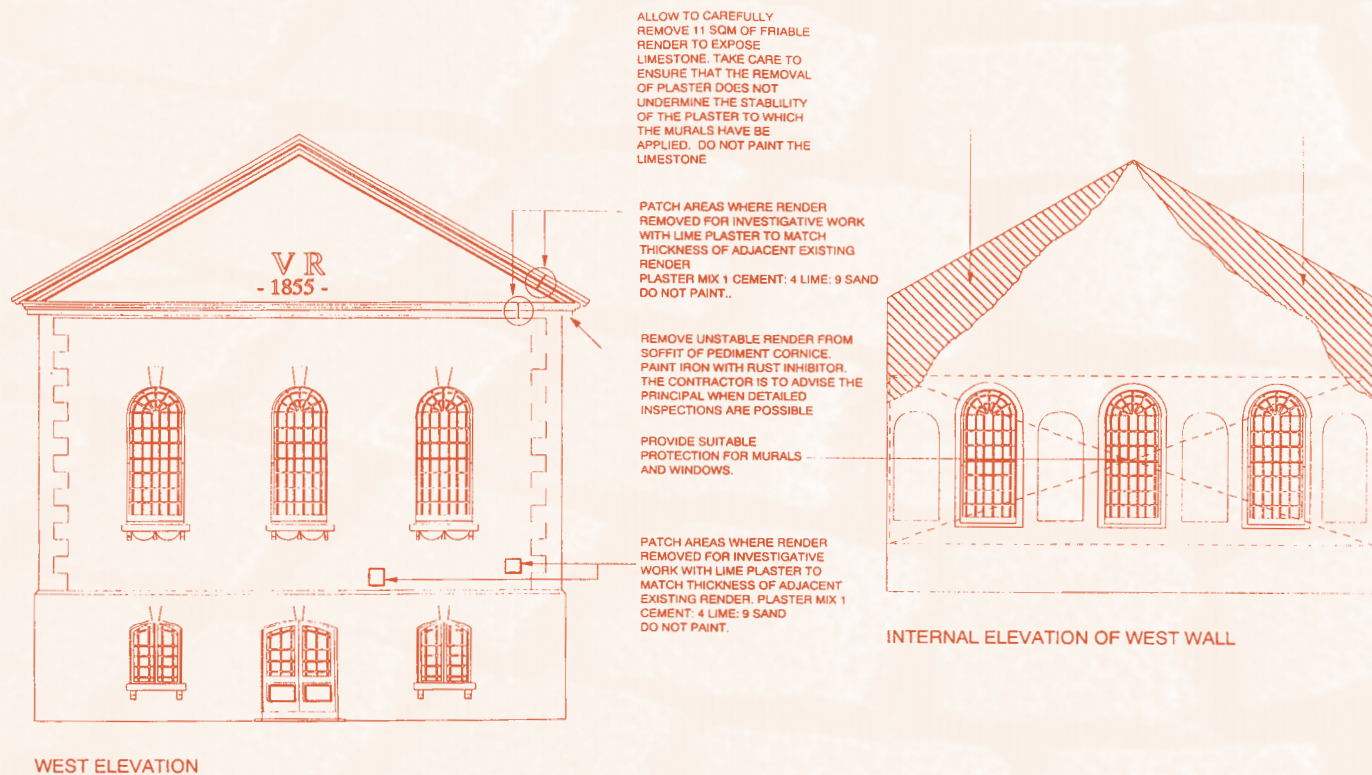 ALLOW TO CAREFULLY
REMOVE 11 SQM OF FRIABLE
RENDER TO EXPOSE
LIMESTONE. TAKE CARE TO
ENSURE THAT THE REMOVAL
OF PLASTER DOES NOT
UNDERMINE THE STABLILITY
OF THE PLASTER TO WHICH
THE MURALS HAVE BE
APPLIED. DO NOT PAINT THE
LIMESTONE
PATCH AREAS WHERE RENDER
REMOVED FOR INVESTIGATIVE WORK
WITH LIME PLASTER TO MATCH
THICKNESS OF ADJACENT EXISTING
RENDER
PLASTER MIX 1 CEMENT: 4 LIME: 9 SAND
DO NOT PAINT..
V R
- 1855 -
REMOVE UNSTABLE RENDER FROM
SOFFIT OF PEDIMENT CORNICE.
PAINT IRON WITH RUST INHIBITOR.
THE CONTRACTOR IS TO ADVISE THE
PRINCIPAL WHEN DETAILED
INSPECTIONS ARE POSSIBLE
PROVIDE SUITABLE
PROTECTION FOR MURALS
AND WINDOWS.
PATCH AREAS WHERE RENDER
REMOVED FOR INVESTIGATIVE
WORK WITH LIME PLASTER TO
MATCH THICKNESS OF ADJACENT
EXISTING RENDER. PLASTER MIX 1
CEMENT: 4 LIME: 9 SAND
DO NOT PAINT.
INTERNAL ELEVATION OF WEST WALL
WEST ELEVATION